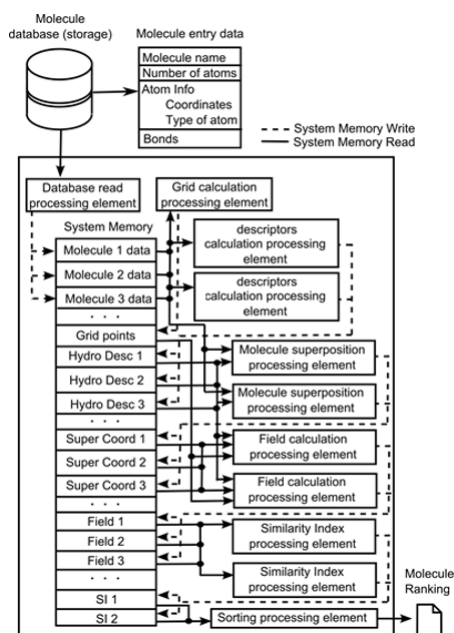 Molecule
database (storage)
Molecule entry data
Molecule name
Number of atoms
Atom Info
Coordinates
Type of atom
Bonds
System Memory Write
System Memory Read
Database read
processing element
Grid calculation
processing element
System Memory
descriptors
calculation processing
element
Molecule 1 data
Molecule 2 data
descriptors
calculation processing
element
Molecule 3 data
. . .
Grid points
Hydro Desc 1
Molecule superposition
processing element
Hydro Desc 2
Hydro Desc 3
Molecule superposition
processing element
. . .
Super Coord 1
Field calculation
processing element
Super Coord 2
Super Coord 3
Field calculation
processing element
. . .
Field 1
Field 2
Similarity Index
processing element
Field 3
. . .
Similarity Index
processing element
Molecule
Ranking
SI 1
SI 2
Sorting processing element